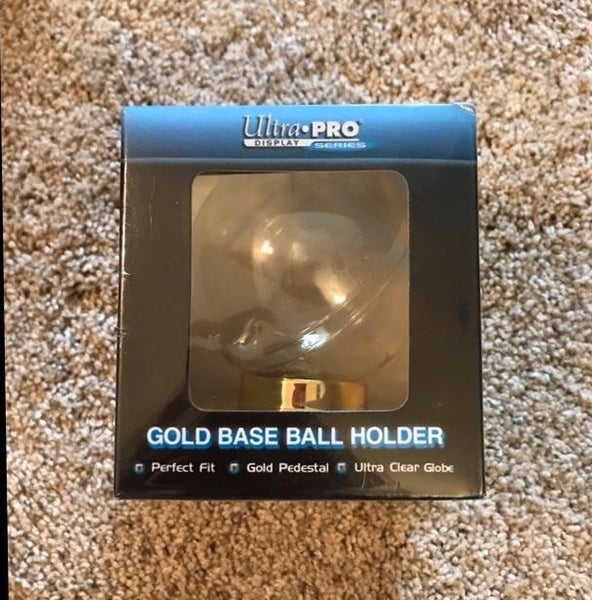 Ultra•PRO
DISPLAY SERIES
GOLD BASE BALL HOLDER
Perfect Fit Gold Pedestal Ultra Clear Globe